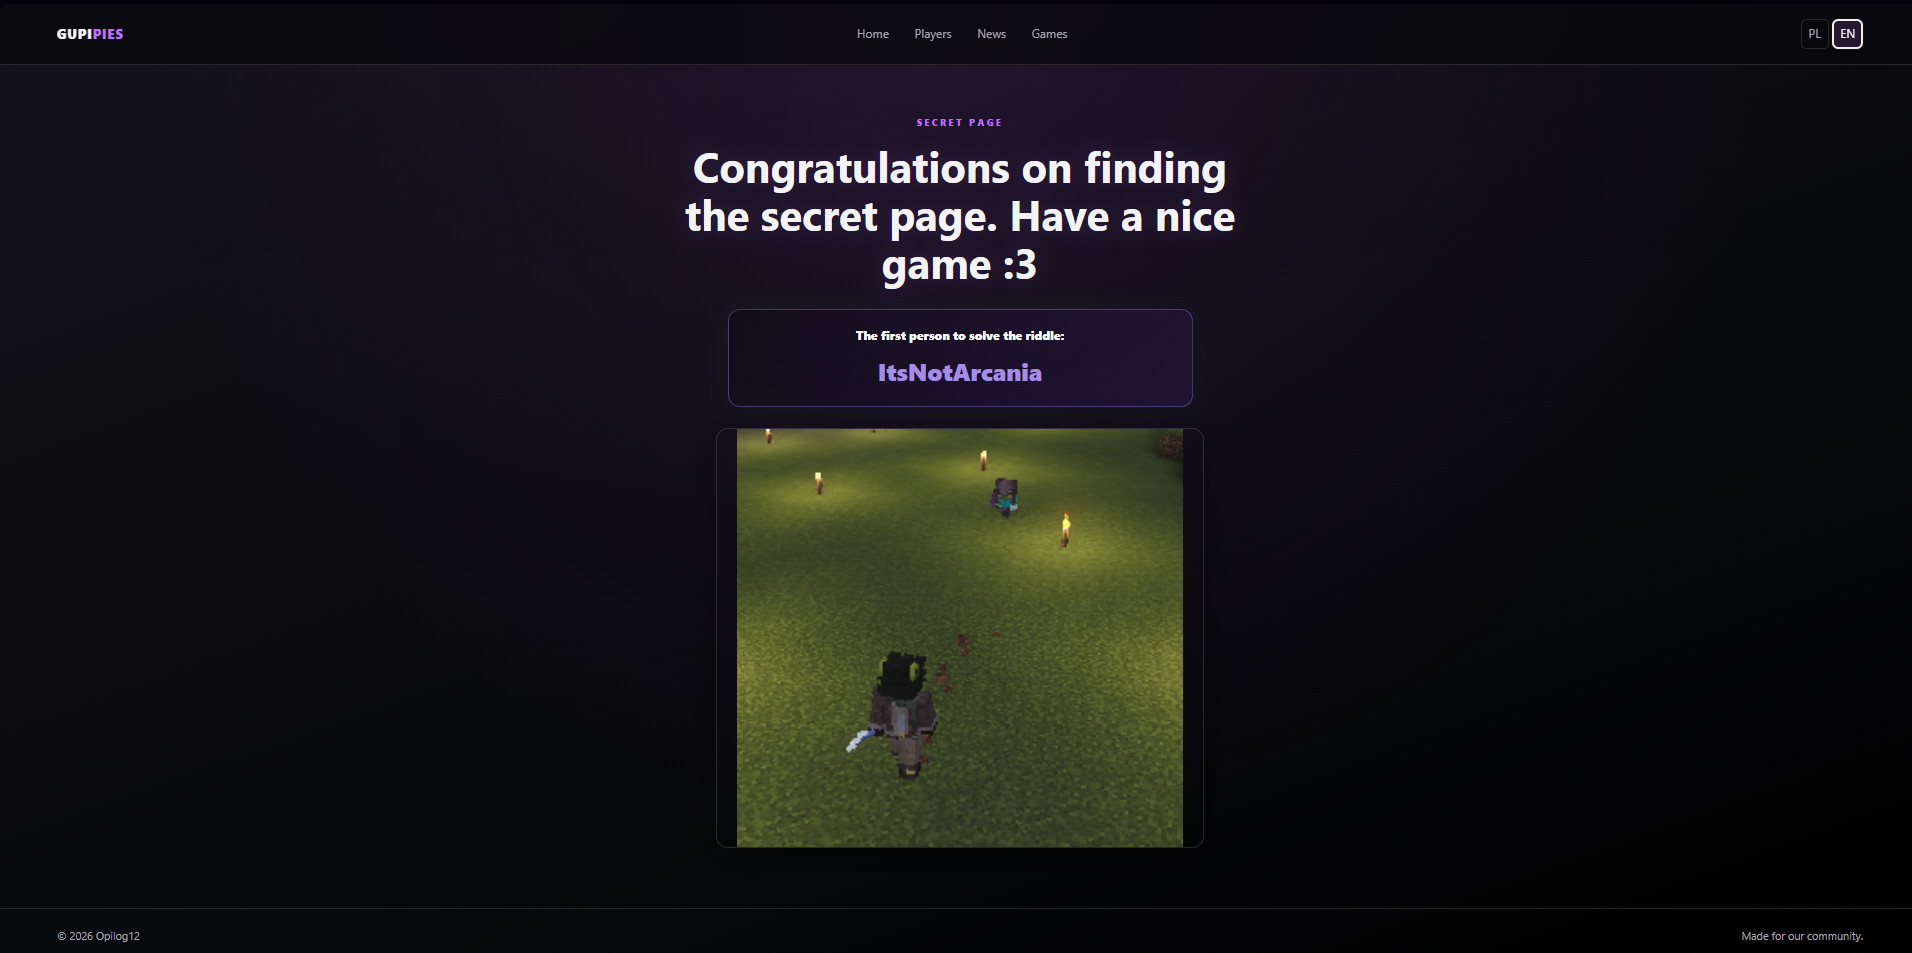 GUPIPIES
Home Players News Games
PL EN
SECRET PAGE
Congratulations on finding
the secret page. Have a nice
game :3
The first person to solve the riddle:
ItsNotArcania
© 2026 Opilog12
Made for our community.